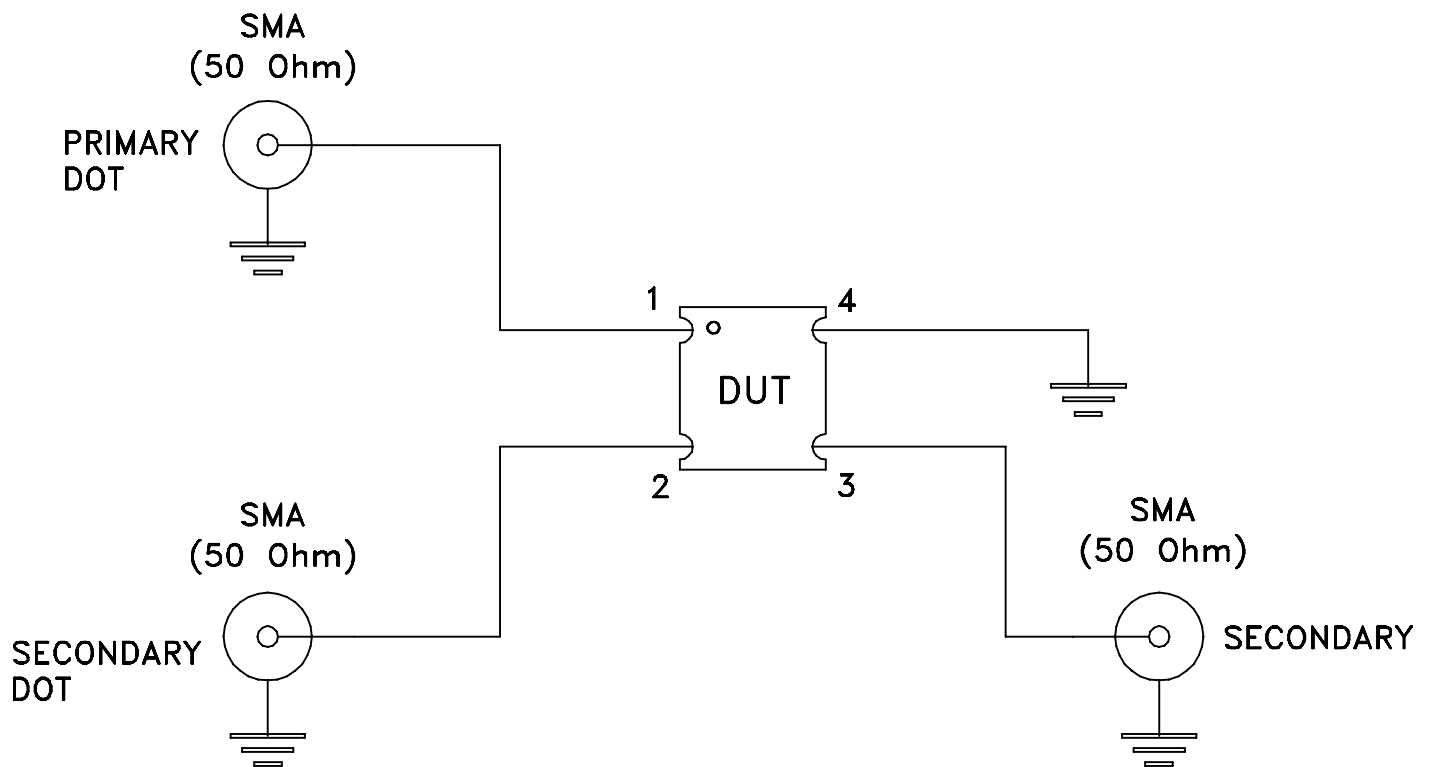 SMA
(50 Ohm)
PRIMARY
DOT
1
4
DUT
2
3
SMA
(50 Ohm)
SECONDARY
DOT
SMA
(50 Ohm)
SECONDARY